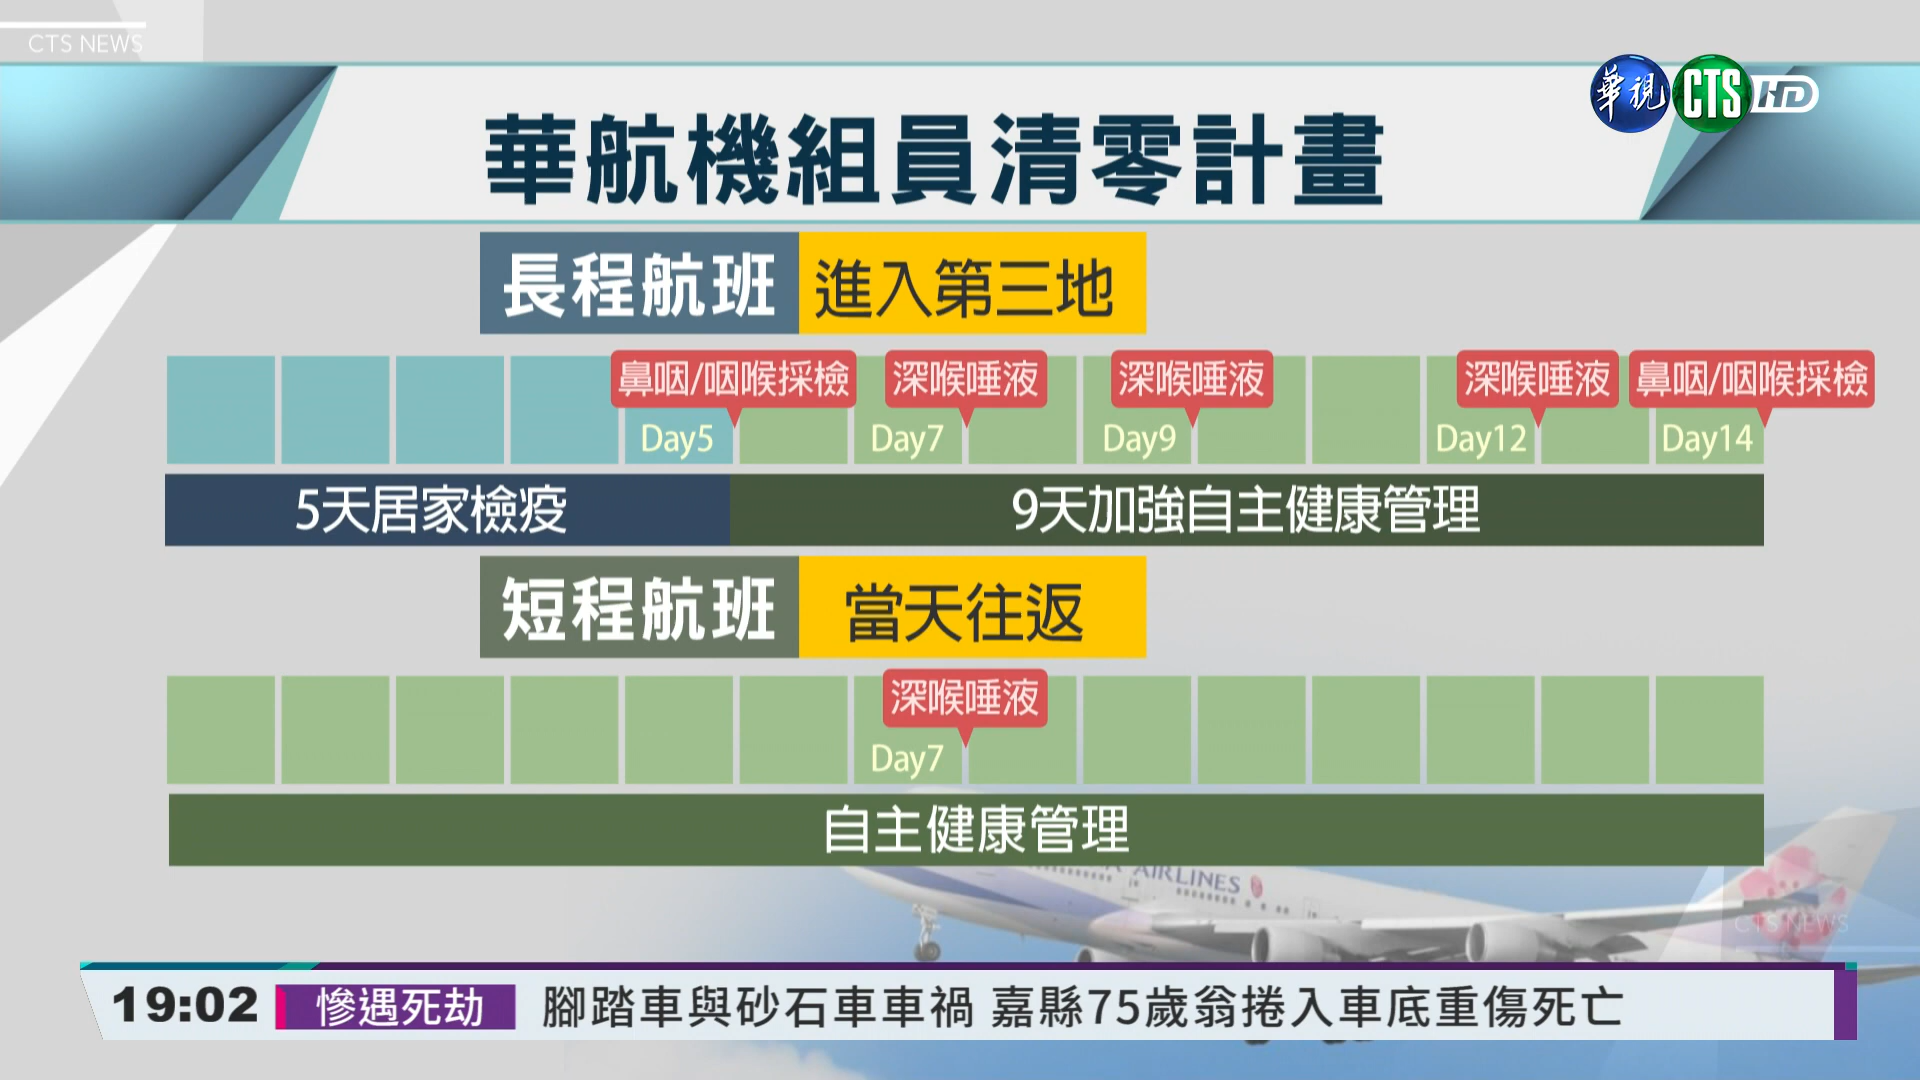 CTS NEWS
華視 CTS HD
華航機組員清零計畫
長程航班 進入第三地
鼻咽/咽喉採檢 深喉唾液 深喉唾液 深喉唾液 鼻咽/咽喉採檢
Day5 Day7 Day9 Day12 Day14
5天居家檢疫 9天加強自主健康管理
短程航班 當天往返
深喉唾液
Day7
自主健康管理
AIRLINES
CTS NEWS
19:02 慘遇死劫 腳踏車與砂石車車禍 嘉縣75歲翁捲入車底重傷死亡